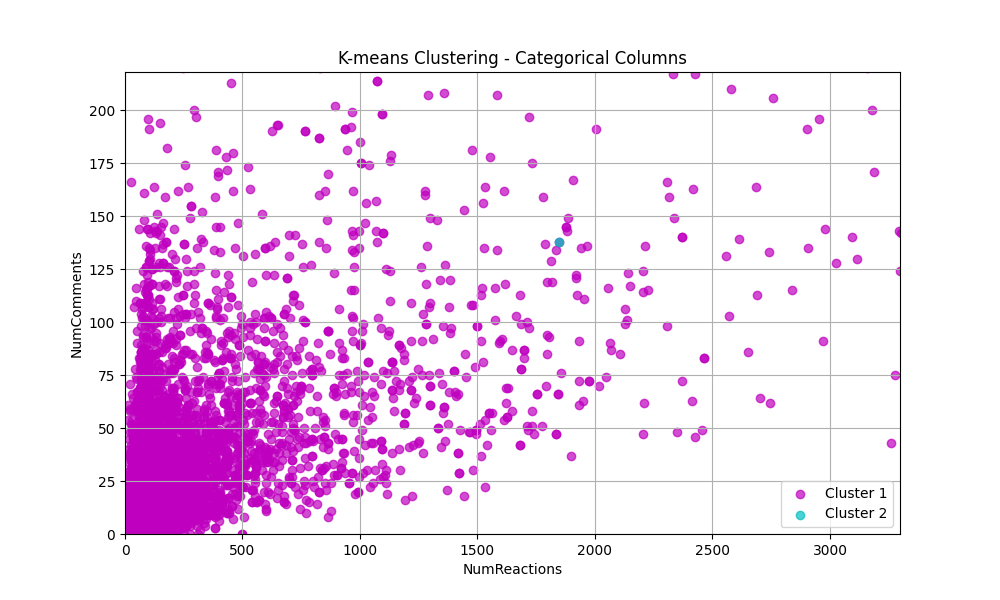 K-means Clustering - Categorical Columns
NumComments
200
175
150
125
100
75
50
25
0
0 500 1000 1500 2000 2500 3000
NumReactions
Cluster 1
Cluster 2